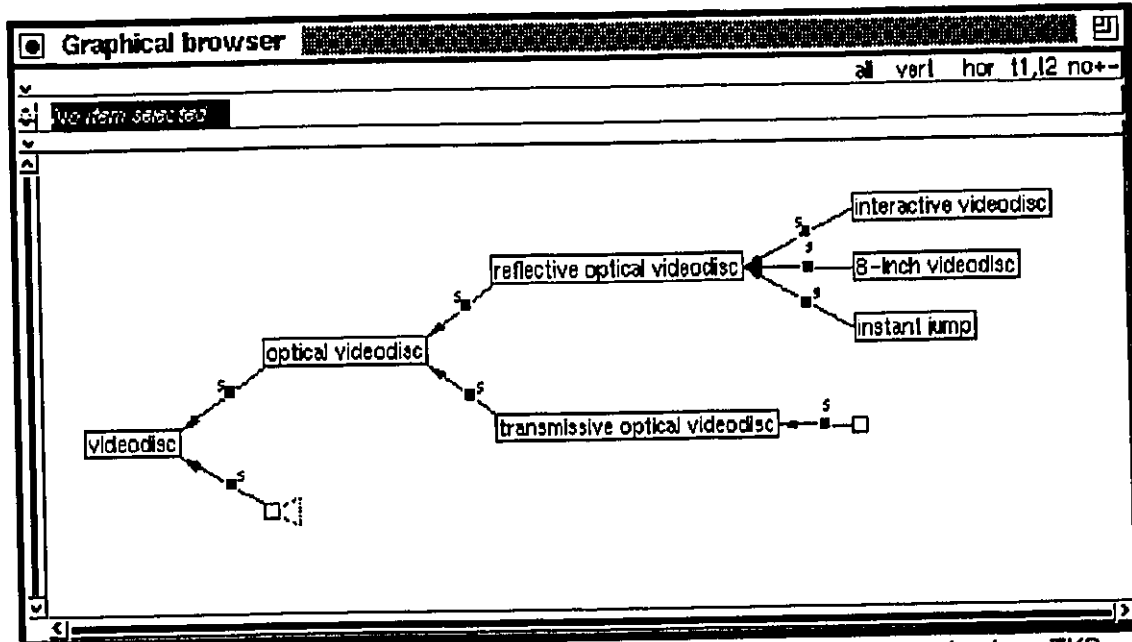 Graphical browser
all vert hor t1,t2 no+-
No item selected
interactive videodisc
s
s
reflective optical videodisc
8-inch videodisc
s
s
instant jump
optical videodisc
s
s
transmissive optical videodisc
s
videodisc
s